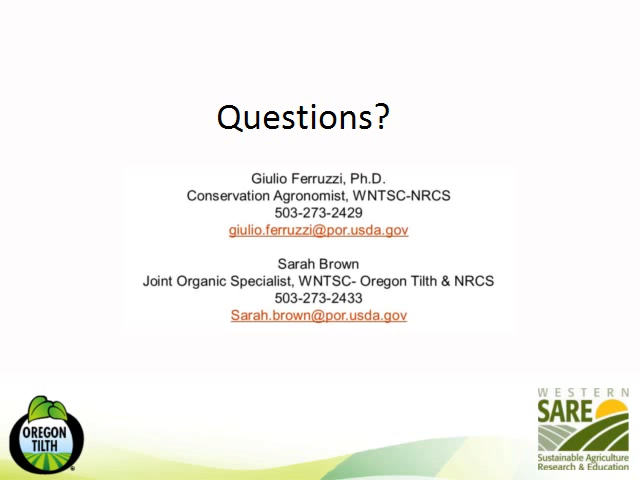 Questions?
Giulio Ferruzzi, Ph.D.
Conservation Agronomist, WNTSC-NRCS
503-273-2429
giulio.ferruzzi@por.usda.gov
Sarah Brown
Joint Organic Specialist, WNTSC- Oregon Tilth & NRCS
503-273-2433
Sarah.brown@por.usda.gov
OREGON
TILTH
®
WESTERN
SARE
Sustainable Agriculture
Research & Education